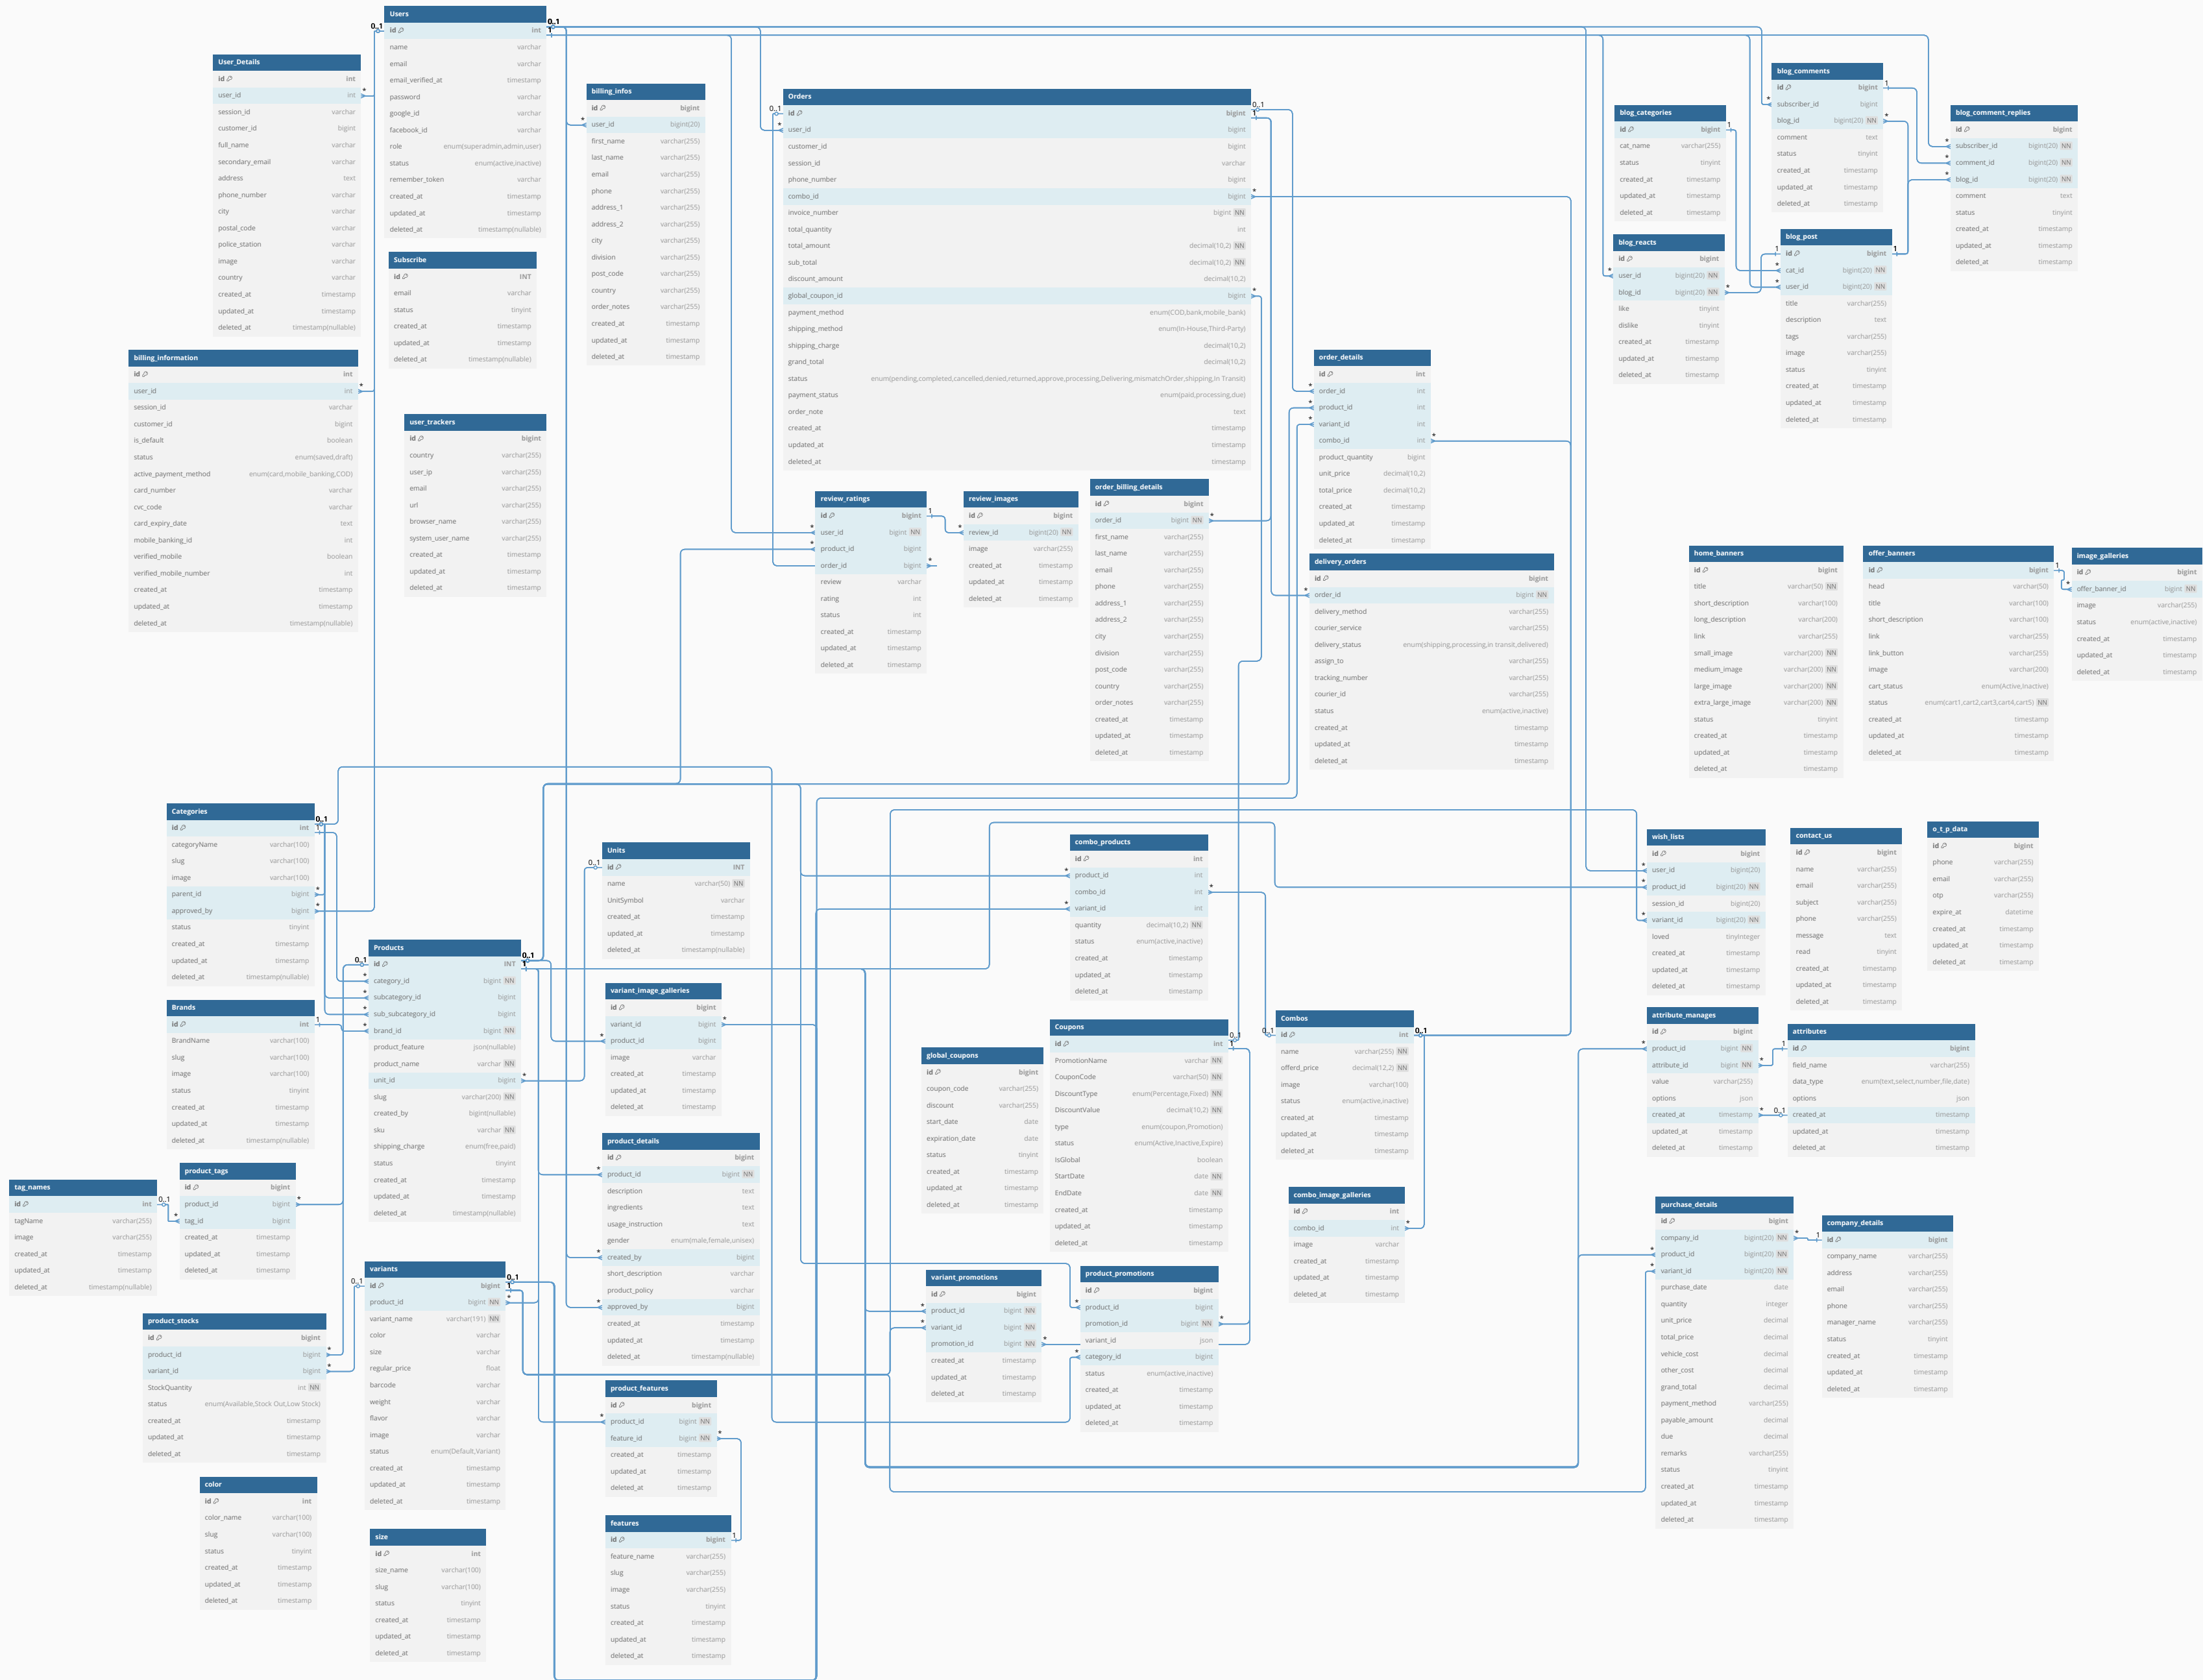 Users
id int
name varchar
email varchar
email_verified_at timestamp
password varchar
google_id varchar
facebook_id varchar
role enum(superadmin,admin,user)
status enum(active,inactive)
remember_token varchar
created_at timestamp
updated_at timestamp
deleted_at timestamp(nullable)
User_Details
id int
user_id int
session_id varchar
customer_id bigint
full_name varchar
secondary_email varchar
address text
phone_number varchar
city varchar
postal_code varchar
police_station varchar
image varchar
country varchar
created_at timestamp
updated_at timestamp
deleted_at timestamp(nullable)
billing_infos
id bigint
user_id bigint(20)
first_name varchar(255)
last_name varchar(255)
email varchar(255)
phone varchar(255)
address_1 varchar(255)
address_2 varchar(255)
city varchar(255)
division varchar(255)
post_code varchar(255)
country varchar(255)
order_notes varchar(255)
created_at timestamp
updated_at timestamp
deleted_at timestamp
Orders
id bigint
user_id bigint
customer_id bigint
session_id varchar
phone_number bigint
combo_id bigint
invoice_number bigint NN
total_quantity int
total_amount decimal(10,2) NN
sub_total decimal(10,2) NN
discount_amount decimal(10,2)
global_coupon_id bigint
payment_method enum(COD,bank,mobile_bank)
shipping_method enum(In-House,Third-Party)
shipping_charge decimal(10,2)
grand_total decimal(10,2)
status enum(pending,completed,cancelled,denied,returned,approve,processing,Delivering,mismatchOrder,shipping,In Transit)
payment_status enum(paid,processing,due)
order_note text
created_at timestamp
updated_at timestamp
deleted_at timestamp
blog_categories
id bigint
cat_name varchar(255)
status tinyint
created_at timestamp
updated_at timestamp
deleted_at timestamp
blog_comments
id bigint
subscriber_id bigint
blog_id bigint(20) NN
comment text
status tinyint
created_at timestamp
updated_at timestamp
deleted_at timestamp
blog_comment_replies
id bigint
subscriber_id bigint(20) NN
comment_id bigint(20) NN
blog_id bigint(20) NN
comment text
status tinyint
created_at timestamp
updated_at timestamp
deleted_at timestamp
blog_reacts
id bigint
user_id bigint(20) NN
blog_id bigint(20) NN
like tinyint
dislike tinyint
created_at timestamp
updated_at timestamp
deleted_at timestamp
blog_post
id bigint
cat_id bigint(20) NN
user_id bigint(20) NN
title varchar(255)
description text
tags varchar(255)
image varchar(255)
status tinyint
created_at timestamp
updated_at timestamp
deleted_at timestamp
Subscribe
id INT
email varchar
status tinyint
created_at timestamp
updated_at timestamp
deleted_at timestamp(nullable)
billing_information
id int
user_id int
session_id varchar
customer_id bigint
is_default boolean
status enum(saved,draft)
active_payment_method enum(card,mobile_banking,COD)
card_number varchar
cvc_code varchar
card_expiry_date text
mobile_banking_id int
verified_mobile boolean
verified_mobile_number int
created_at timestamp
updated_at timestamp
deleted_at timestamp(nullable)
user_trackers
id bigint
country varchar(255)
user_ip varchar(255)
email varchar(255)
url varchar(255)
browser_name varchar(255)
system_user_name varchar(255)
created_at timestamp
updated_at timestamp
deleted_at timestamp
order_details
id int
order_id int
product_id int
variant_id int
combo_id int
product_quantity bigint
unit_price decimal(10,2)
total_price decimal(10,2)
created_at timestamp
updated_at timestamp
deleted_at timestamp
review_ratings
id bigint
user_id bigint NN
product_id bigint
order_id bigint
review varchar
rating int
status int
created_at timestamp
updated_at timestamp
deleted_at timestamp
review_images
id bigint
review_id bigint(20) NN
image varchar(255)
created_at timestamp
updated_at timestamp
deleted_at timestamp
order_billing_details
id bigint
order_id bigint NN
first_name varchar(255)
last_name varchar(255)
email varchar(255)
phone varchar(255)
address_1 varchar(255)
address_2 varchar(255)
city varchar(255)
division varchar(255)
post_code varchar(255)
country varchar(255)
order_notes varchar(255)
created_at timestamp
updated_at timestamp
deleted_at timestamp
delivery_orders
id bigint
order_id bigint NN
delivery_method varchar(255)
courier_service varchar(255)
delivery_status enum(shipping,processing,in transit,delivered)
assign_to varchar(255)
tracking_number varchar(255)
courier_id varchar(255)
status enum(active,inactive)
created_at timestamp
updated_at timestamp
deleted_at timestamp
home_banners
id bigint
title varchar(50) NN
short_description varchar(100)
long_description varchar(200)
link varchar(255)
small_image varchar(200) NN
medium_image varchar(200) NN
large_image varchar(200) NN
extra_large_image varchar(200) NN
status tinyint
created_at timestamp
updated_at timestamp
deleted_at timestamp
offer_banners
id bigint
head varchar(50)
title varchar(100)
short_description varchar(100)
link varchar(255)
link_button varchar(255)
image varchar(200)
cart_status enum(Active,Inactive)
status enum(cart1,cart2,cart3,cart4,cart5) NN
created_at timestamp
updated_at timestamp
deleted_at timestamp
image_galleries
id bigint
offer_banner_id bigint NN
image varchar(255)
status enum(active,inactive)
created_at timestamp
updated_at timestamp
deleted_at timestamp
Categories
id int
categoryName varchar(100)
slug varchar(100)
image varchar(100)
parent_id bigint
approved_by bigint
status tinyint
created_at timestamp
updated_at timestamp
deleted_at timestamp(nullable)
Units
id INT
name varchar(50) NN
UnitSymbol varchar
created_at timestamp
updated_at timestamp
deleted_at timestamp(nullable)
combo_products
id int
product_id int
combo_id int
variant_id int
quantity decimal(10,2) NN
status enum(active,inactive)
created_at timestamp
updated_at timestamp
deleted_at timestamp
wish_lists
id bigint
user_id bigint(20)
product_id bigint(20) NN
session_id bigint(20)
variant_id bigint(20) NN
loved tinyInteger
created_at timestamp
updated_at timestamp
deleted_at timestamp
contact_us
id bigint
name varchar(255)
email varchar(255)
subject varchar(255)
phone varchar(255)
message text
read tinyint
created_at timestamp
updated_at timestamp
deleted_at timestamp
o_t_p_data
id bigint
phone varchar(255)
email varchar(255)
otp varchar(255)
expire_at datetime
created_at timestamp
updated_at timestamp
deleted_at timestamp
Products
id INT
category_id bigint NN
subcategory_id bigint
sub_subcategory_id bigint
brand_id bigint NN
product_feature json(nullable)
product_name varchar NN
unit_id bigint
slug varchar(200) NN
created_by bigint(nullable)
sku varchar NN
shipping_charge enum(free,paid)
status tinyint
created_at timestamp
updated_at timestamp
deleted_at timestamp(nullable)
Brands
id int
BrandName varchar(100)
slug varchar(100)
image varchar(100)
status tinyint
created_at timestamp
updated_at timestamp
deleted_at timestamp(nullable)
variant_image_galleries
id bigint
variant_id bigint
product_id bigint
image varchar
created_at timestamp
updated_at timestamp
deleted_at timestamp
global_coupons
id bigint
coupon_code varchar(255)
discount varchar(255)
start_date date
expiration_date date
status tinyint
created_at timestamp
updated_at timestamp
deleted_at timestamp
Coupons
id int
PromotionName varchar NN
CouponCode varchar(50) NN
DiscountType enum(Percentage,Fixed) NN
DiscountValue decimal(10,2) NN
type enum(coupon,Promotion)
status enum(Active,Inactive,Expire)
IsGlobal boolean
StartDate date NN
EndDate date NN
created_at timestamp
updated_at timestamp
deleted_at timestamp
Combos
id int
name varchar(255) NN
offerd_price decimal(12,2) NN
image varchar(100)
status enum(active,inactive)
created_at timestamp
updated_at timestamp
deleted_at timestamp
attribute_manages
id bigint
product_id bigint NN
attribute_id bigint NN
value varchar(255)
options json
created_at timestamp
updated_at timestamp
deleted_at timestamp
attributes
id bigint
field_name varchar(255)
data_type enum(text,select,number,file,date)
options json
created_at timestamp
updated_at timestamp
deleted_at timestamp
product_details
id bigint
product_id bigint NN
description text
ingredients text
usage_instruction text
gender enum(male,female,unisex)
created_by bigint
short_description varchar
product_policy varchar
approved_by bigint
created_at timestamp
updated_at timestamp
deleted_at timestamp(nullable)
tag_names
id int
tagName varchar(255)
image varchar(255)
created_at timestamp
updated_at timestamp
deleted_at timestamp(nullable)
product_tags
id bigint
product_id bigint
tag_id bigint
created_at timestamp
updated_at timestamp
deleted_at timestamp
combo_image_galleries
id int
combo_id int
image varchar
created_at timestamp
updated_at timestamp
deleted_at timestamp
purchase_details
id bigint
company_id bigint(20) NN
product_id bigint(20) NN
variant_id bigint(20) NN
purchase_date date
quantity integer
unit_price decimal
total_price decimal
vehicle_cost decimal
other_cost decimal
grand_total decimal
payment_method varchar(255)
payable_amount decimal
due decimal
remarks varchar(255)
status tinyint
created_at timestamp
updated_at timestamp
deleted_at timestamp
company_details
id bigint
company_name varchar(255)
address varchar(255)
email varchar(255)
phone varchar(255)
manager_name varchar(255)
status tinyint
created_at timestamp
updated_at timestamp
deleted_at timestamp
variants
id bigint
product_id bigint NN
variant_name varchar(191) NN
color varchar
size varchar
regular_price float
barcode varchar
weight varchar
flavor varchar
image varchar
status enum(Default,Variant)
created_at timestamp
updated_at timestamp
deleted_at timestamp
variant_promotions
id bigint
product_id bigint NN
variant_id bigint NN
promotion_id bigint NN
created_at timestamp
updated_at timestamp
deleted_at timestamp
product_promotions
id bigint
product_id bigint
promotion_id bigint NN
variant_id json
category_id bigint
status enum(active,inactive)
created_at timestamp
updated_at timestamp
deleted_at timestamp
product_stocks
id bigint
product_id bigint
variant_id bigint
StockQuantity int NN
status enum(Available,Stock Out,Low Stock)
created_at timestamp
updated_at timestamp
deleted_at timestamp
product_features
id bigint
product_id bigint NN
feature_id bigint NN
created_at timestamp
updated_at timestamp
deleted_at timestamp
color
id int
color_name varchar(100)
slug varchar(100)
status tinyint
created_at timestamp
updated_at timestamp
deleted_at timestamp
size
id int
size_name varchar(100)
slug varchar(100)
status tinyint
created_at timestamp
updated_at timestamp
deleted_at timestamp
features
id bigint
feature_name varchar(255)
slug varchar(255)
image varchar(255)
status tinyint
created_at timestamp
updated_at timestamp
deleted_at timestamp